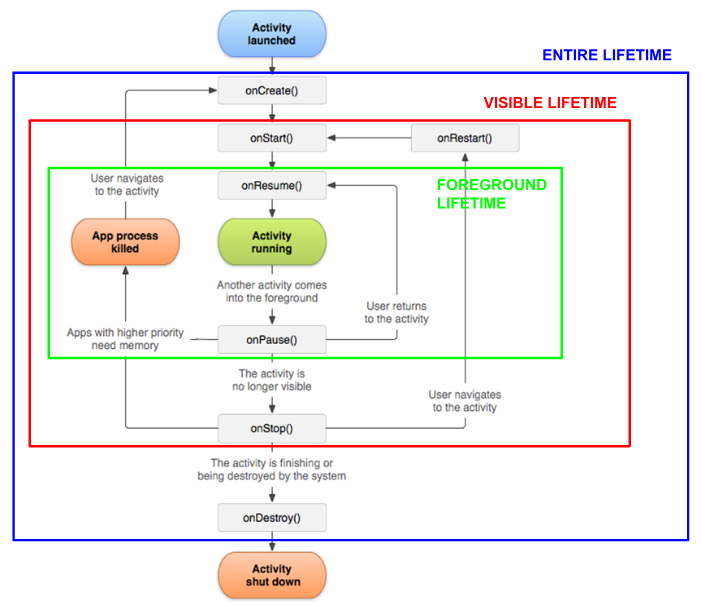 Activity
launched
ENTIRE LIFETIME
onCreate()
VISIBLE LIFETIME
onStart()
onRestart()
User navigates
to the activity
onResume()
FOREGROUND
LIFETIME
App process
killed
Activity
running
Another activity comes
into the foreground
User returns
to the activity
Apps with higher priority
need memory
onPause()
The activity is
no longer visible
User navigates
to the activity
onStop()
The activity is finishing or
being destroyed by the system
onDestroy()
Activity
shut down